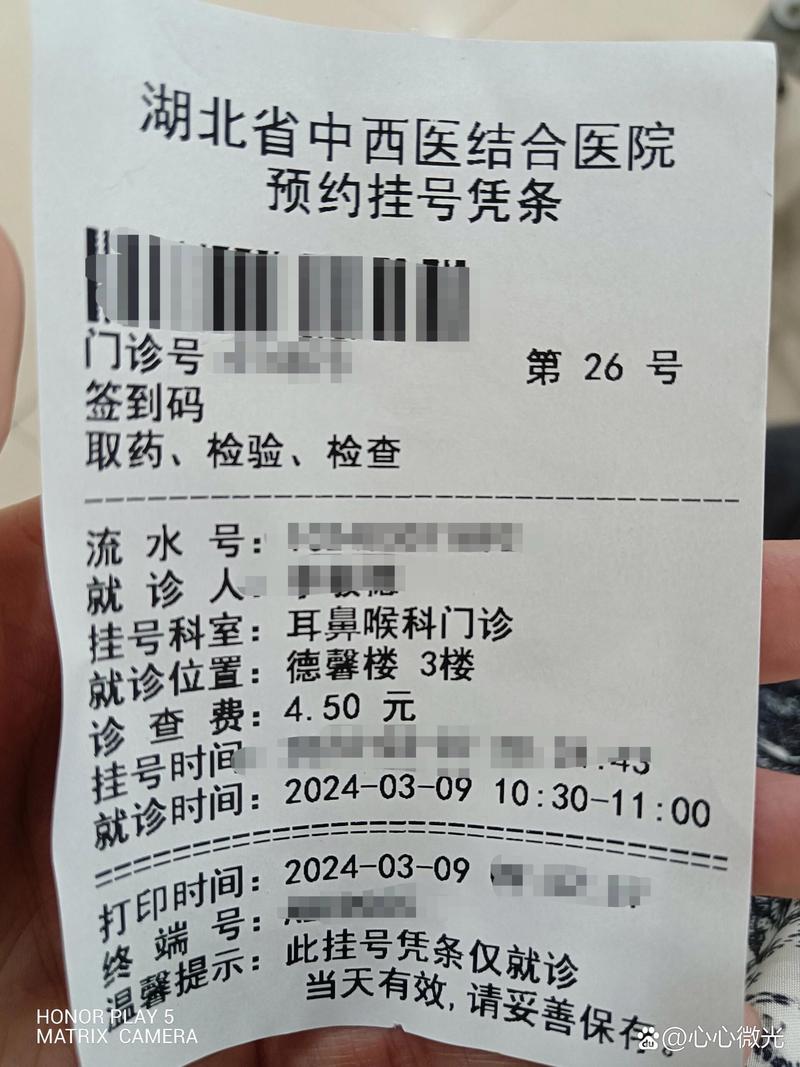 湖北省中西医结合医院
预约挂号凭条
门诊号 第 26 号
签到码
取药、检验、检查
流 水 号：
就 诊 人
挂号科室：耳鼻喉科门诊
就诊位置：德馨楼 3楼
诊 查 费：4.50 元
挂号时间 :43
就诊时间：2024-03-09 10:30-11:00
打印时间：2024-03-09
终 端 号：
温馨提示：此挂号凭条仅就诊
当天有效,请妥善保存。
HONOR PLAY 5
MATRIX CAMERA
@心心微光